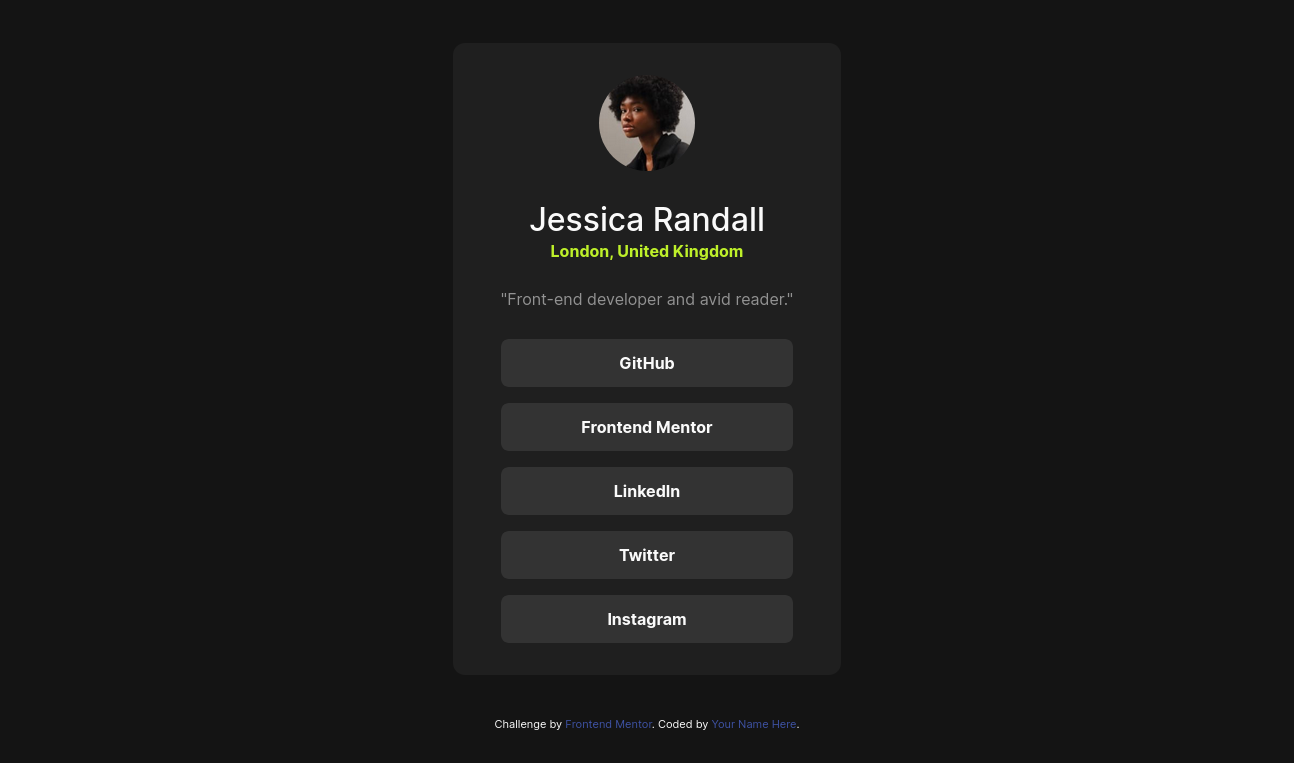 Jessica Randall
London, United Kingdom
"Front-end developer and avid reader."
GitHub
Frontend Mentor
LinkedIn
Twitter
Instagram
Challenge by Frontend Mentor. Coded by Your Name Here.